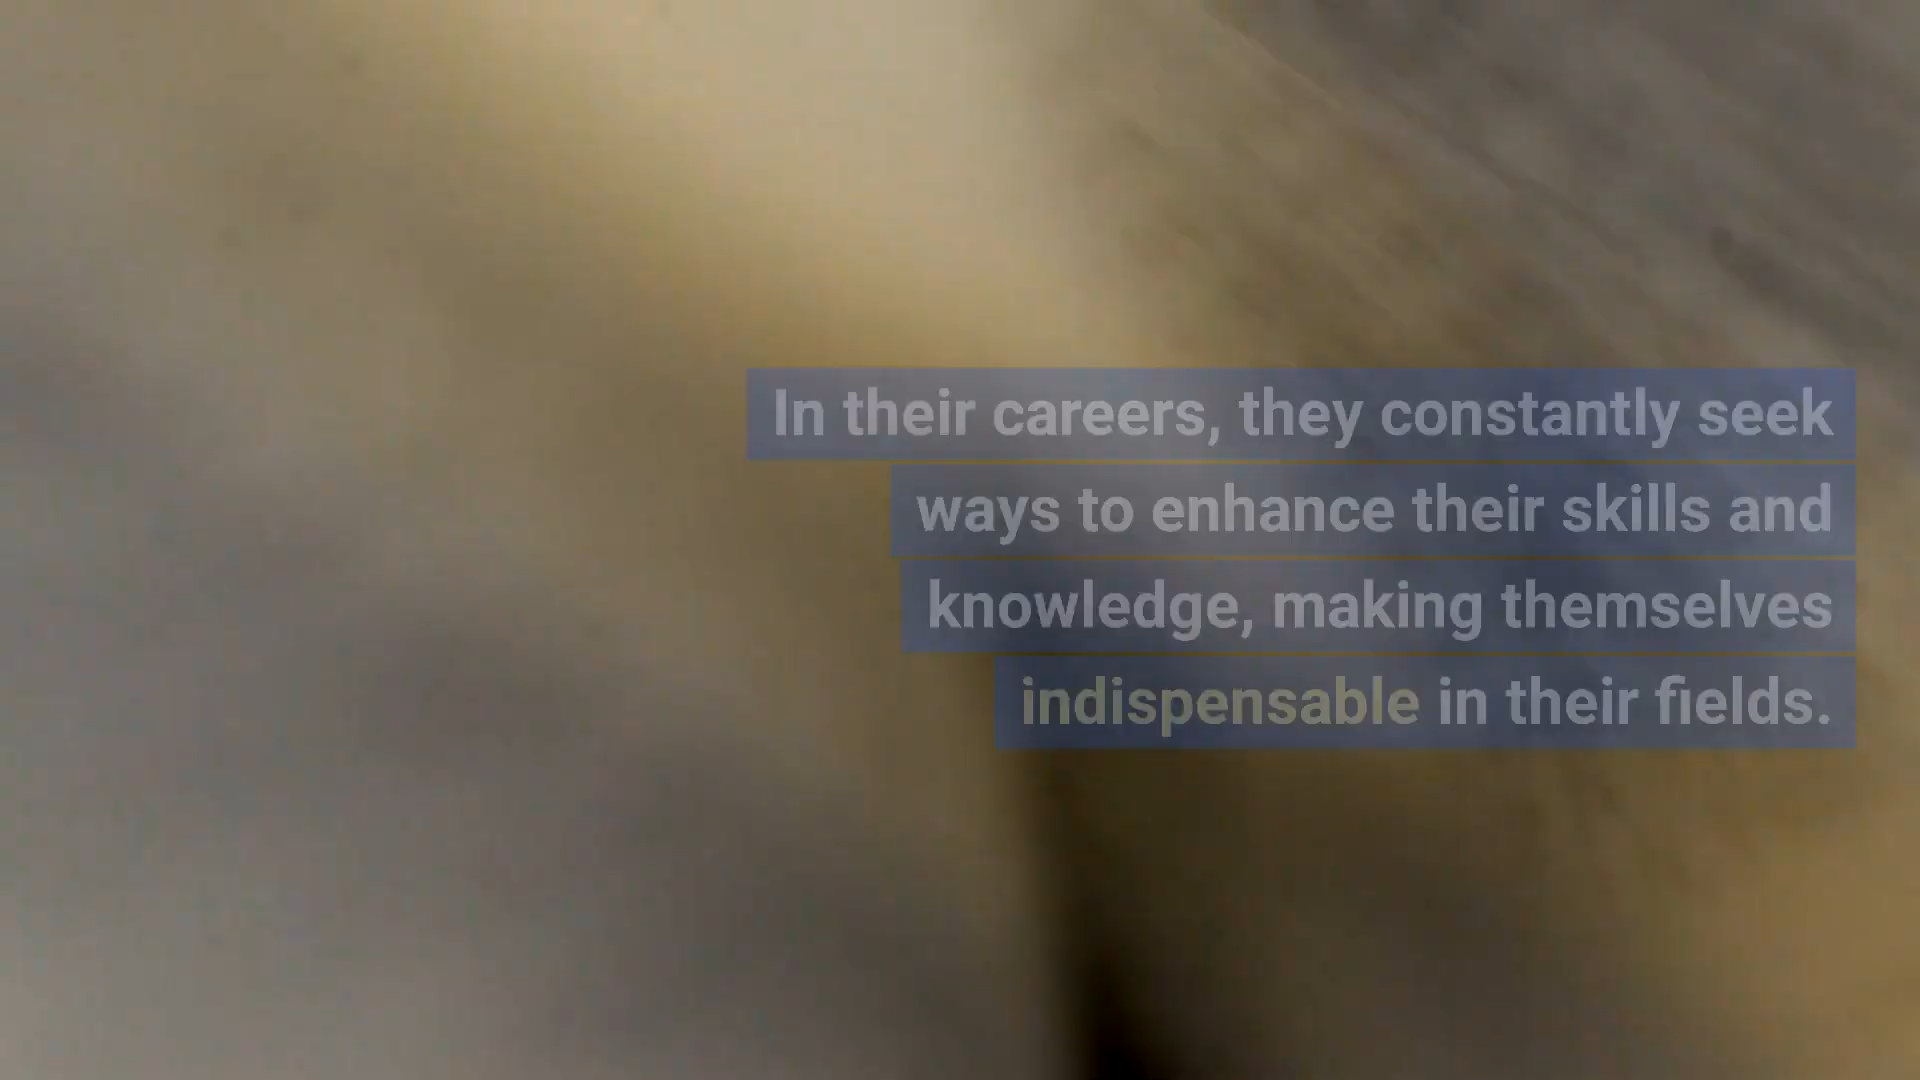 In their careers, they constantly seek
ways to enhance their skills and
knowledge, making themselves
indispensable in their fields.